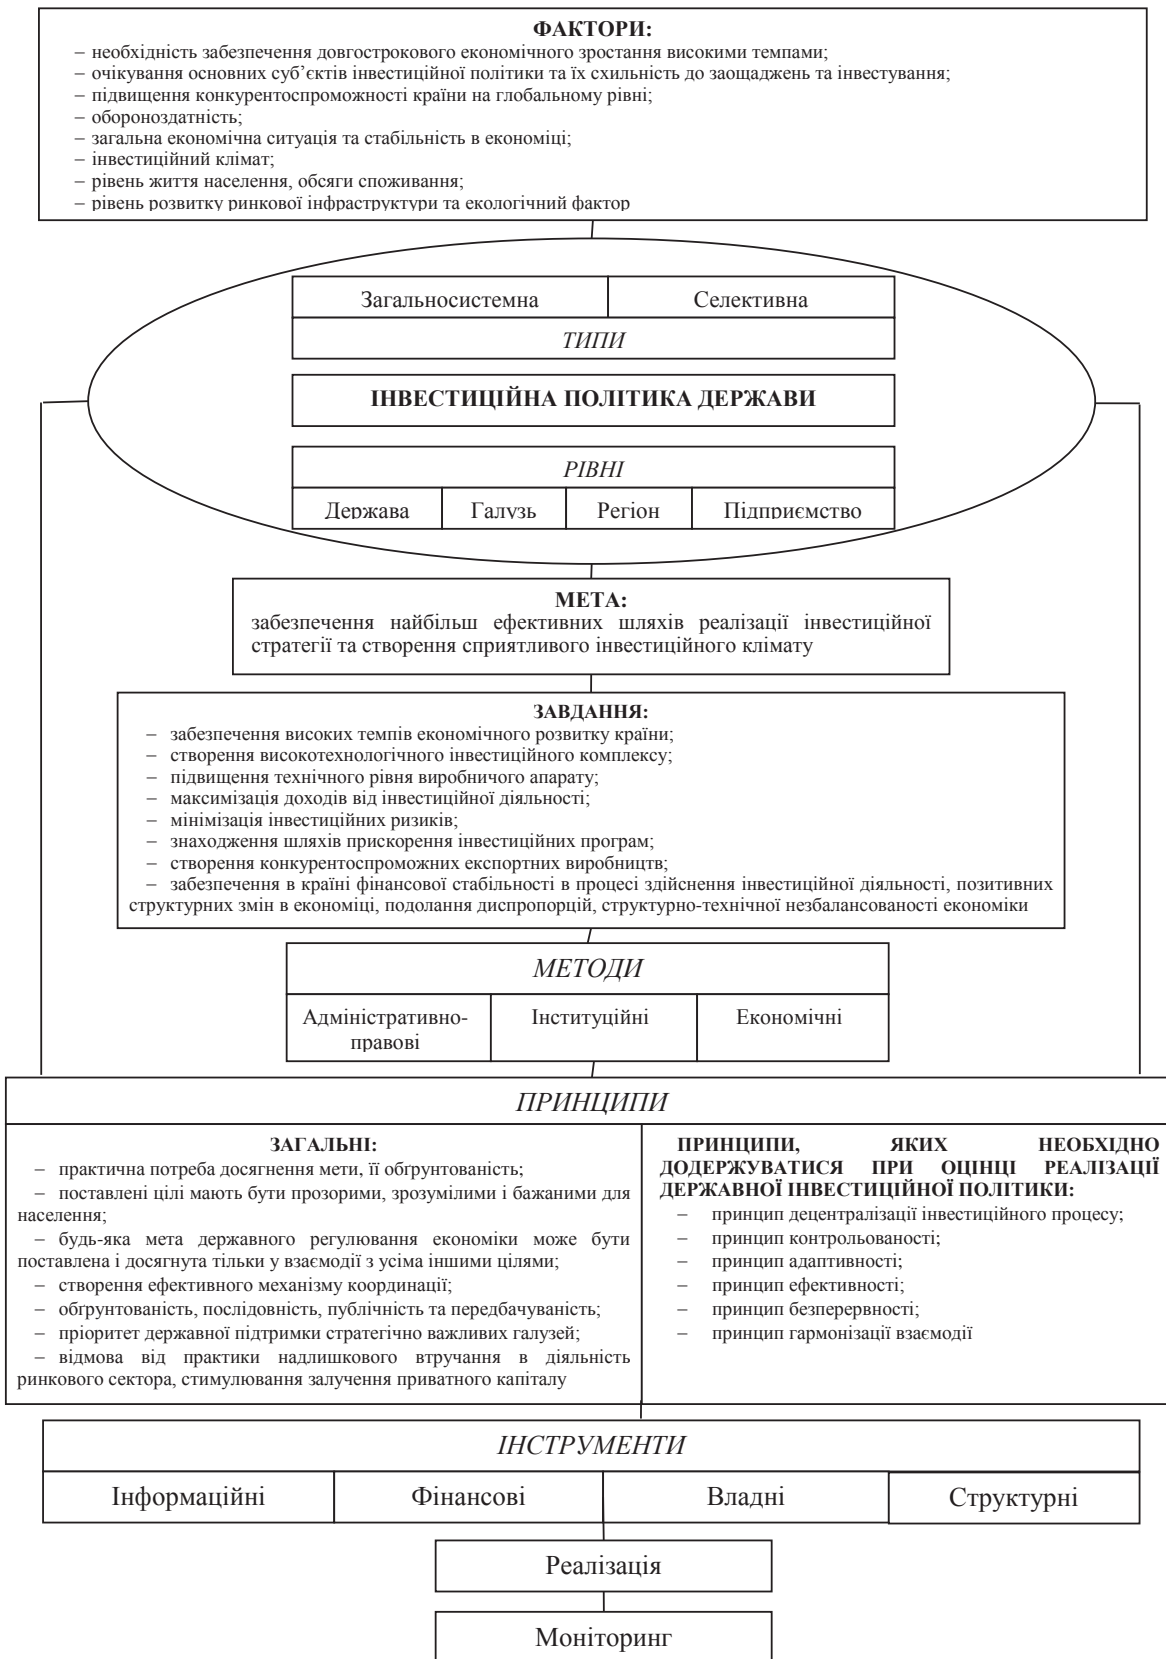 ФАКТОРИ:
– необхідність забезпечення довгострокового економічного зростання високими темпами;
– очікування основних суб’єктів інвестиційної політики та їх схильність до заощаджень та інвестування;
– підвищення конкурентоспроможності країни на глобальному рівні;
– обороноздатність;
– загальна економічна ситуація та стабільність в економіці;
– інвестиційний клімат;
– рівень життя населення, обсяги споживання;
– рівень розвитку ринкової інфраструктури та екологічний фактор
Загальносистемна Селективна
ТИПИ
ІНВЕСТИЦІЙНА ПОЛІТИКА ДЕРЖАВИ
РІВНІ
Держава Галузь Регіон Підприємство
МЕТА:
забезпечення найбільш ефективних шляхів реалізації інвестиційної
стратегії та створення сприятливого інвестиційного клімату
ЗАВДАННЯ:
– забезпечення високих темпів економічного розвитку країни;
– створення високотехнологічного інвестиційного комплексу;
– підвищення технічного рівня виробничого апарату;
– максимізація доходів від інвестиційної діяльності;
– мінімізація інвестиційних ризиків;
– знаходження шляхів прискорення інвестиційних програм;
– створення конкурентоспроможних експортних виробництв;
– забезпечення в країні фінансової стабільності в процесі здійснення інвестиційної діяльності, позитивних
структурних змін в економіці, подолання диспропорцій, структурно-технічної незбалансованості економіки
МЕТОДИ
Адміністративно-
правові
Інституційні
Економічні
ПРИНЦИПИ
ЗАГАЛЬНІ:
– практична потреба досягнення мети, її обґрунтованість;
– поставлені цілі мають бути прозорими, зрозумілими і бажаними для
населення;
– будь-яка мета державного регулювання економіки може бути
поставлена і досягнута тільки у взаємодії з усіма іншими цілями;
– створення ефективного механізму координації;
– обґрунтованість, послідовність, публічність та передбачуваність;
– пріоритет державної підтримки стратегічно важливих галузей;
– відмова від практики надлишкового втручання в діяльність
ринкового сектора, стимулювання залучення приватного капіталу
ПРИНЦИПИ, ЯКИХ НЕОБХІДНО
ДОДЕРЖУВАТИСЯ ПРИ ОЦІНЦІ РЕАЛІЗАЦІЇ
ДЕРЖАВНОЇ ІНВЕСТИЦІЙНОЇ ПОЛІТИКИ:
– принцип децентралізації інвестиційного процесу;
– принцип контрольованості;
– принцип адаптивності;
– принцип ефективності;
– принцип безперервності;
– принцип гармонізації взаємодії
ІНСТРУМЕНТИ
Інформаційні Фінансові Владні Структурні
Реалізація
Моніторинг